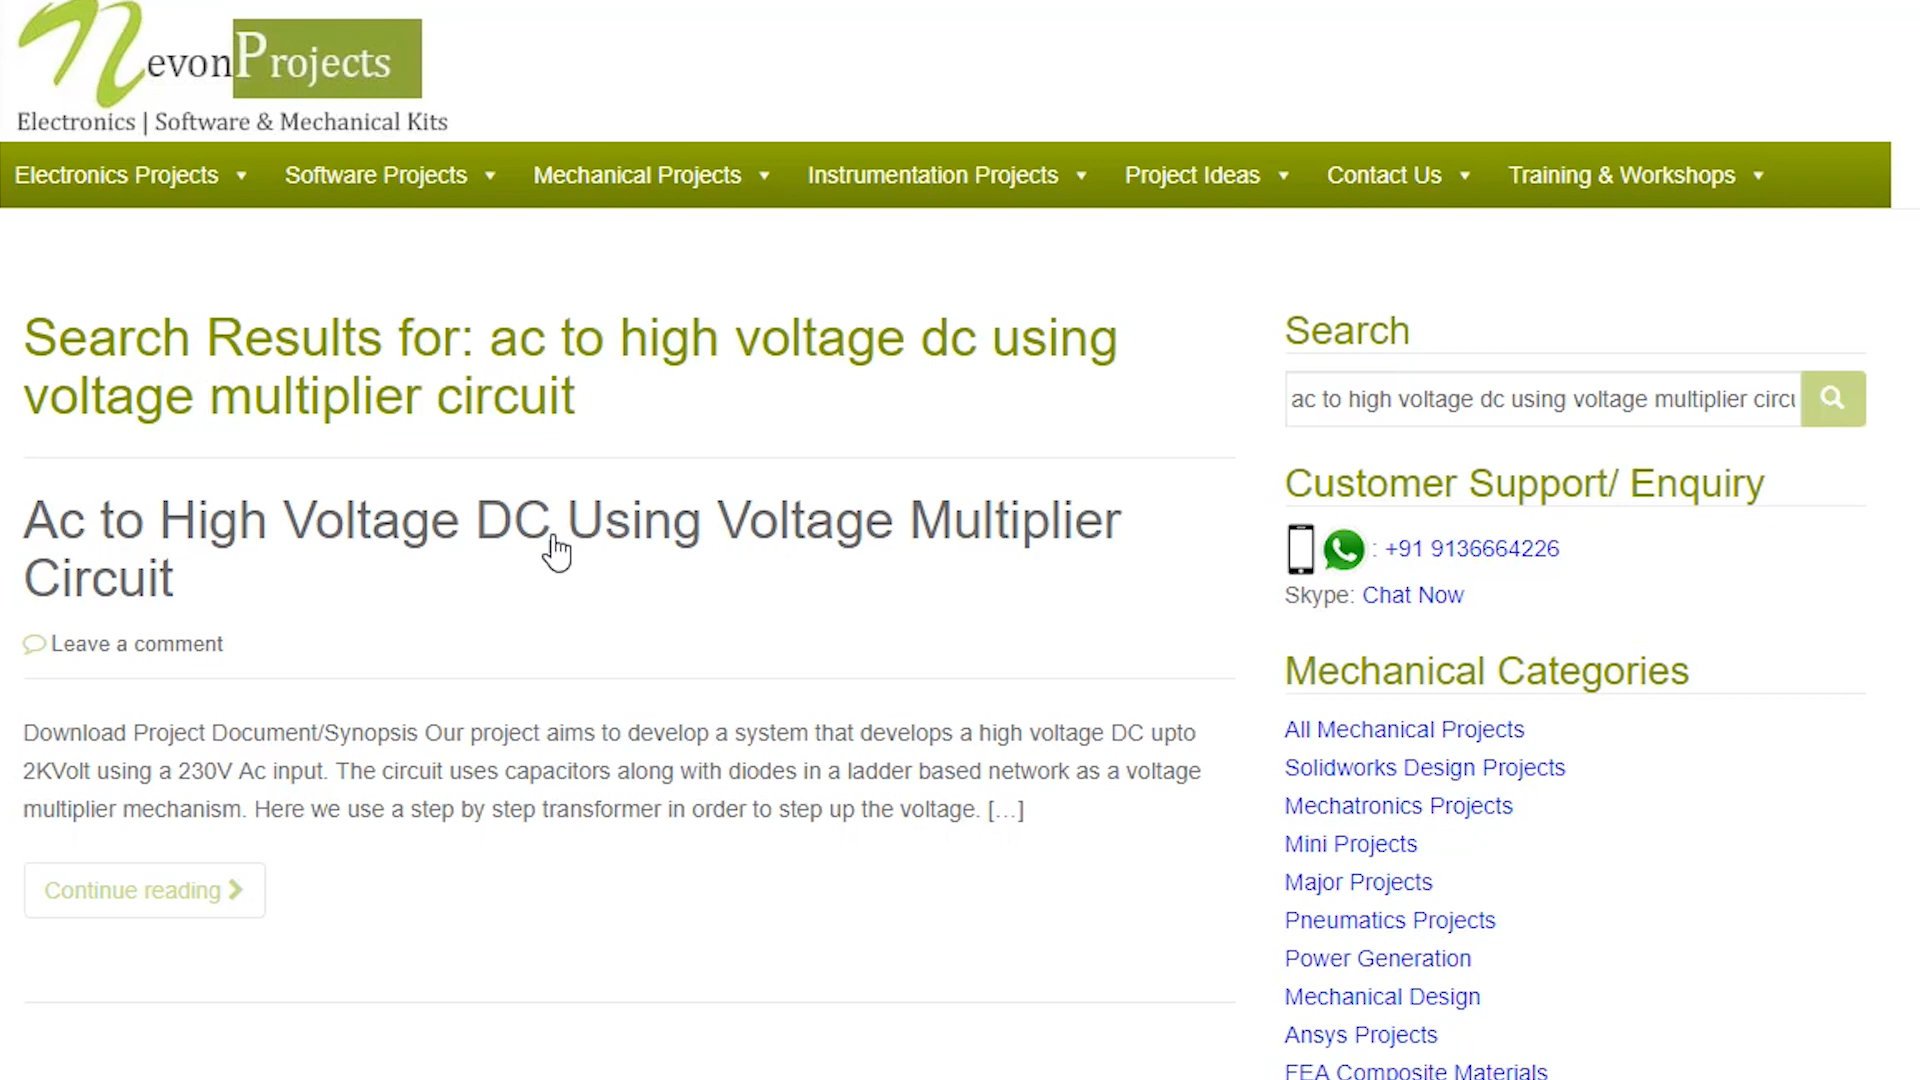 nevonProjects
Electronics | Software & Mechanical Kits
Electronics Projects Software Projects Mechanical Projects Instrumentation Projects Project Ideas Contact Us Training & Workshops
Search Results for: ac to high voltage dc using
voltage multiplier circuit
Ac to High Voltage DC Using Voltage Multiplier
Circuit
Leave a comment
Download Project Document/Synopsis Our project aims to develop a system that develops a high voltage DC upto
2KVolt using a 230V Ac input. The circuit uses capacitors along with diodes in a ladder based network as a voltage
multiplier mechanism. Here we use a step by step transformer in order to step up the voltage. […]
Continue reading
Search
ac to high voltage dc using voltage multiplier circu
Customer Support/ Enquiry
: +91 9136664226
Skype: Chat Now
Mechanical Categories
All Mechanical Projects
Solidworks Design Projects
Mechatronics Projects
Mini Projects
Major Projects
Pneumatics Projects
Power Generation
Mechanical Design
Ansys Projects
FEA Composite Materials